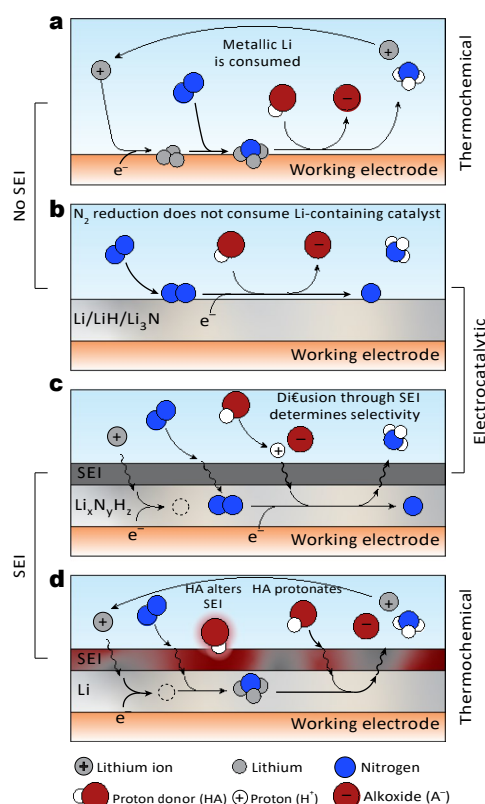 a
Metallic Li
is consumed
+
+
−
e−
Working electrode
Thermochemical
No SEI
b
N2 reduction does not consume Li-containing catalyst
−
Li/LiH/Li3N
e−
Working electrode
Electrocatalytic
c
Di€usion through SEI
determines selectivity
+
+
−
SEI
LixNyHz
e−
e−
Working electrode
SEI
d
HA alters
SEI
HA protonates
+
+
−
SEI
Li
e−
Working electrode
Thermochemical
+ Lithium ion
Lithium
Nitrogen
Proton donor (HA)
+ Proton (H+)
− Alkoxide (A−)